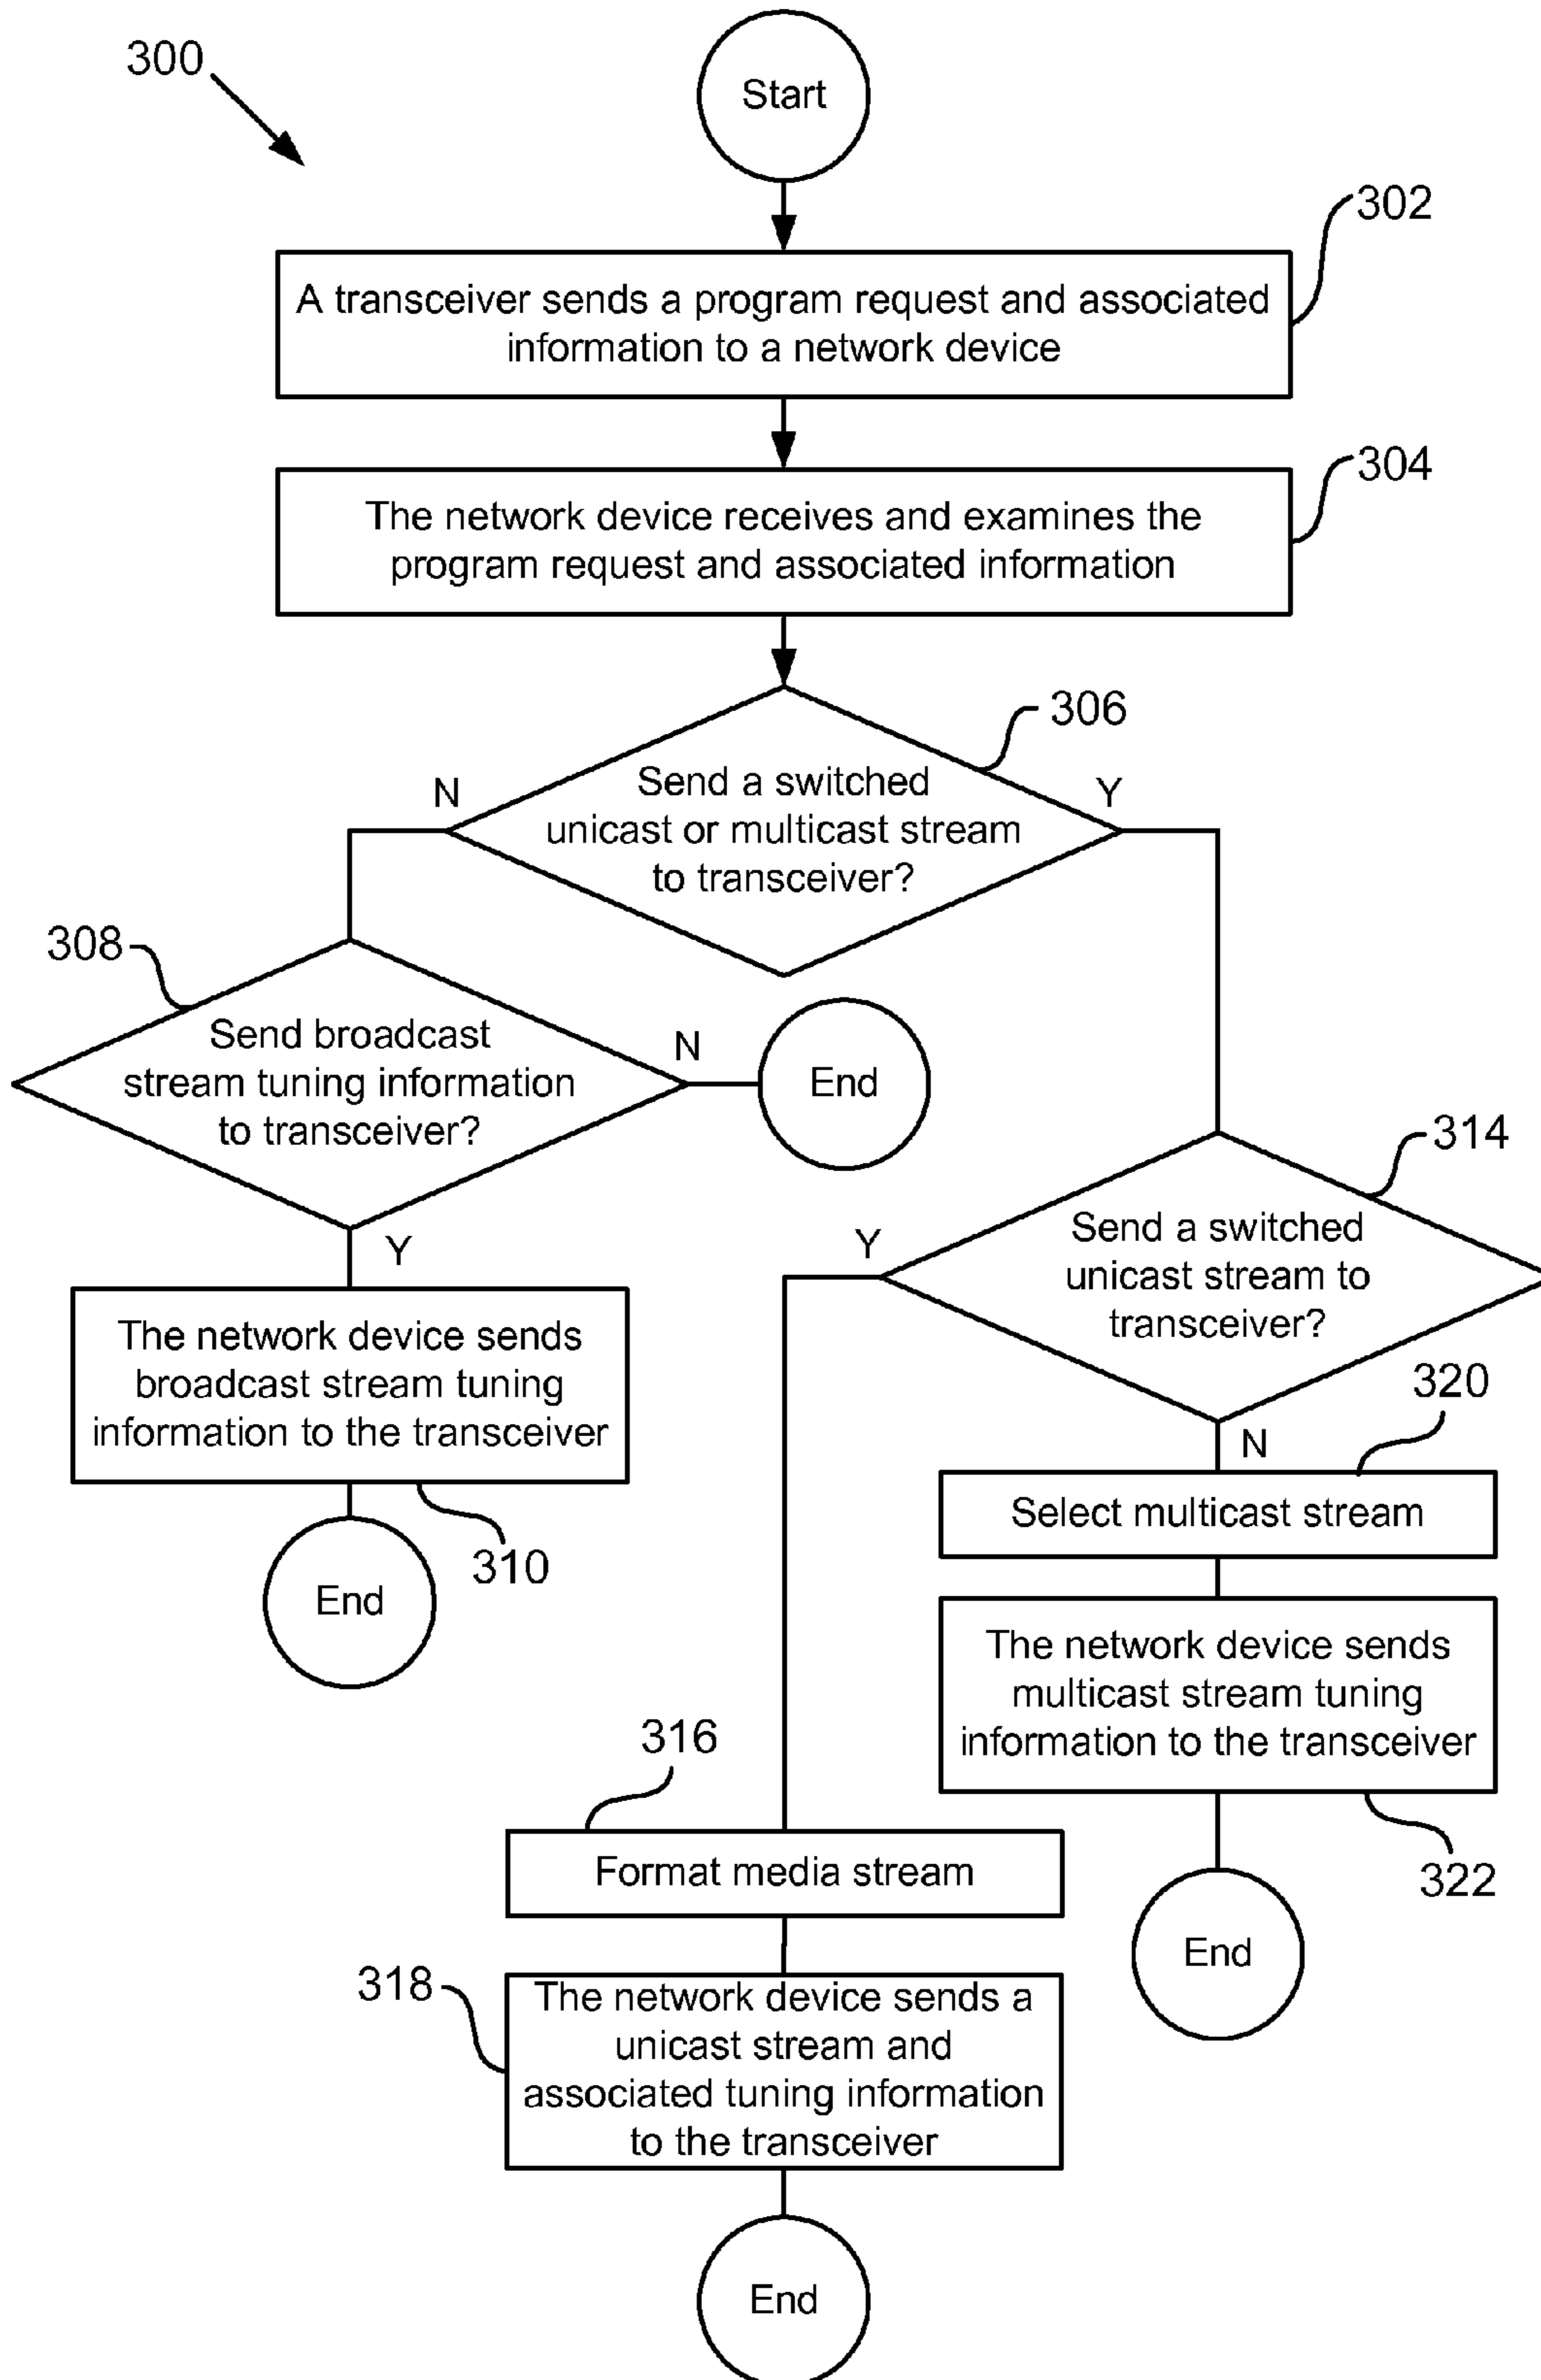 300
Start
302
A transceiver sends a program request and associated
information to a network device
304
The network device receives and examines the
program request and associated information
306
N
Send a switched
unicast or multicast stream
to transceiver?
Y
308
Send broadcast
stream tuning information
to transceiver?
N
End
Y
314
Send a switched
unicast stream to
transceiver?
Y
N
The network device sends
broadcast stream tuning
information to the transceiver
310
End
320
Select multicast stream
The network device sends
multicast stream tuning
information to the transceiver
322
End
316
Format media stream
318
The network device sends a
unicast stream and
associated tuning information
to the transceiver
End